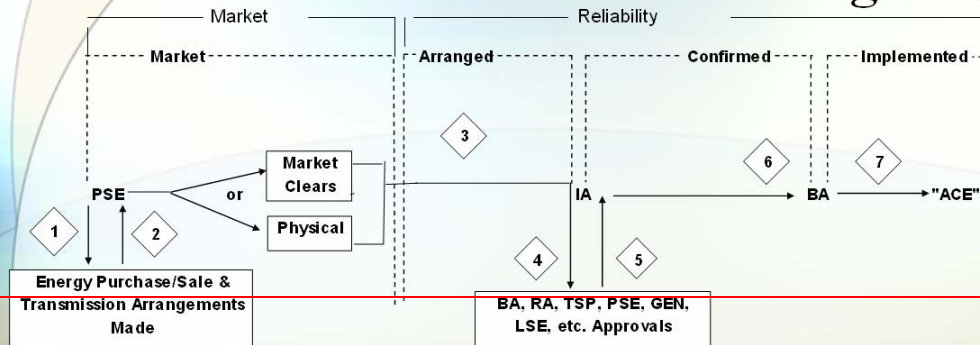 Market
Reliability
Market
Arranged
Confirmed
Implemented
3
Market
Clears
6
7
PSE
or
IA
BA
"ACE"
Physical
1
2
4
5
Energy Purchase/Sale &
Transmission Arrangements
Made
BA, RA, TSP, PSE, GEN,
LSE, etc. Approvals